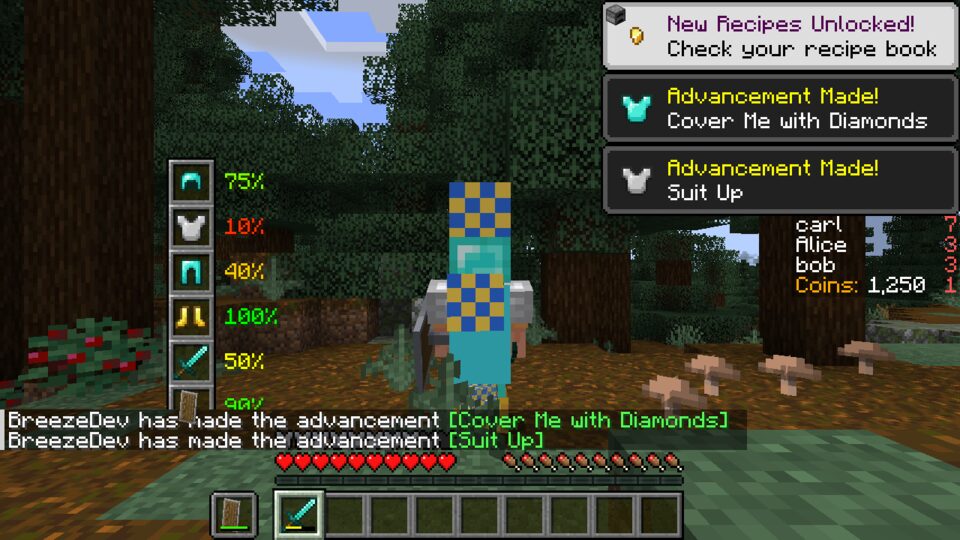 New Recipes Unlocked!
Check your recipe book
Advancement Made!
Cover Me with Diamonds
Advancement Made!
Suit Up
carl 7
Alice 3
bob 3
Coins: 1,250 1
75%
10%
40%
100%
50%
90%
BreezeDev has made the advancement [Cover Me with Diamonds]
BreezeDev has made the advancement [Suit Up]